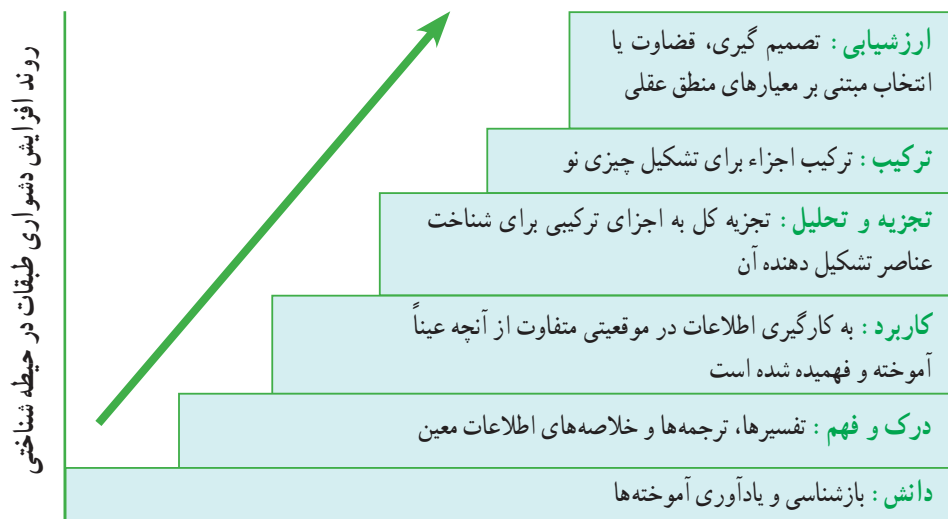 روند افزایش دشواری طبقات در حیطه شناختی
ارزشیابی : تصمیم گیری، قضاوت یا
انتخاب مبتنی بر معیارهای منطق عقلی
ترکیب : ترکیب اجزاء برای تشکیل چیزی نو
تجزیه و تحلیل : تجزیه کل به اجزای ترکیبی برای شناخت
عناصر تشکیل دهنده آن
کاربرد : به کارگیری اطلاعات در موقعیتی متفاوت از آنچه عیناً
آموخته و فهمیده شده است
درک و فهم : تفسیرها، ترجمه‌ها و خلاصه‌های اطلاعات معین
دانش : بازشناسی و یادآوری آموخته‌ها